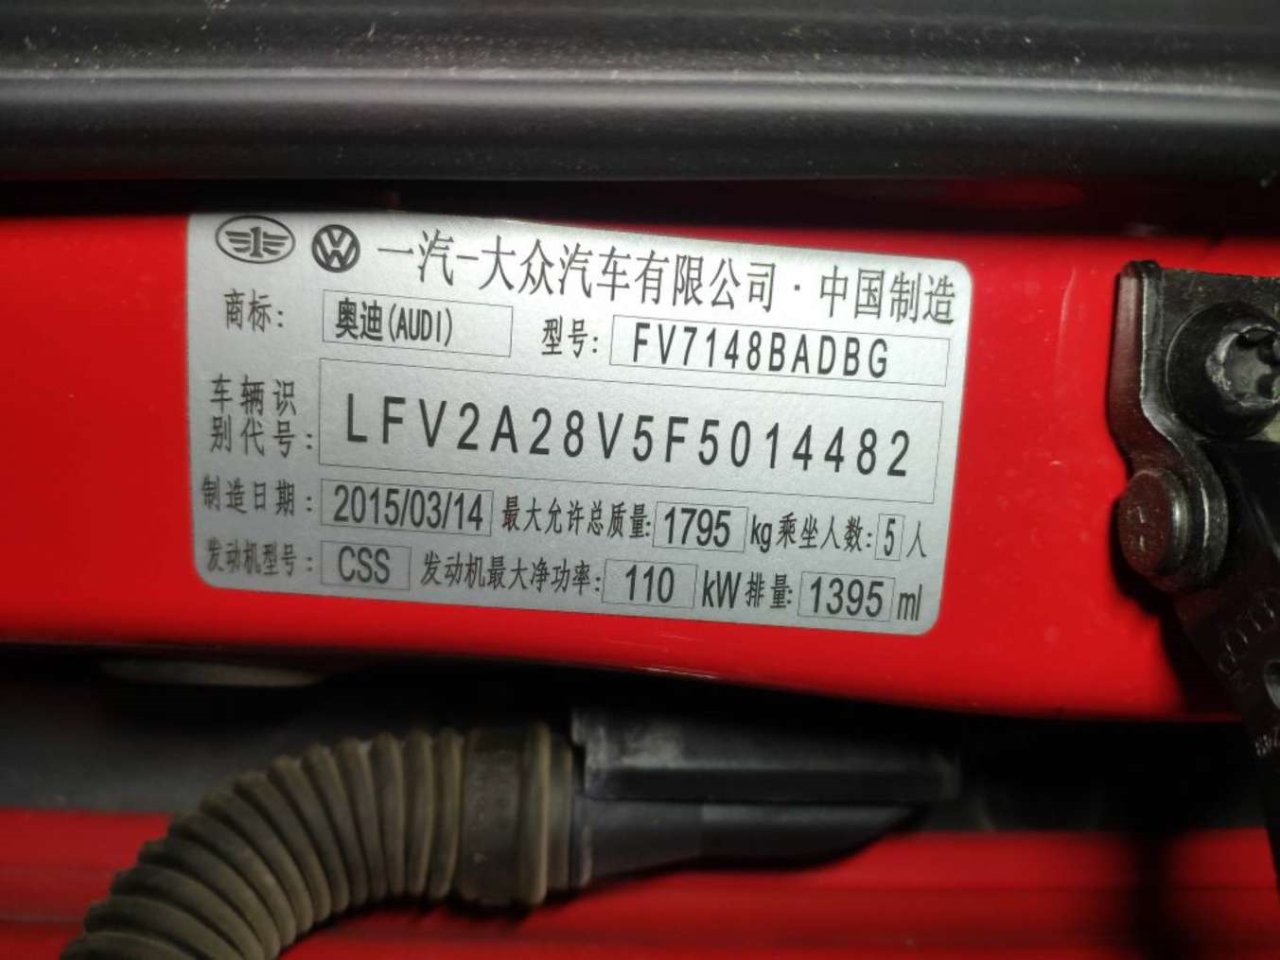 一汽-大众汽车有限公司·中国制造
商标: 奥迪(AUDI) 型号: FV7148BADBG
车辆识别代号: LFV2A28V5F5014482
制造日期: 2015/03/14 最大允许总质量: 1795 kg 乘坐人数: 5 人
发动机型号: CSS 发动机最大净功率: 110 kW 排量: 1395 ml